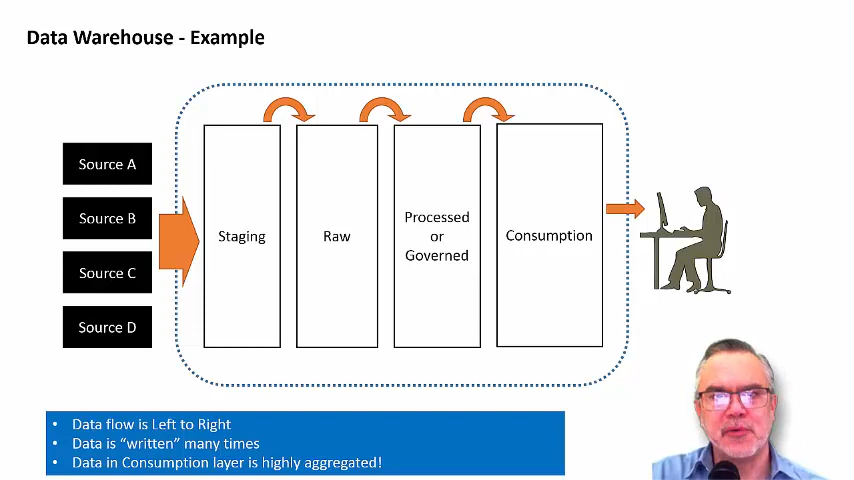 Data Warehouse - Example
Source A
Source B
Source C
Source D
Staging
Raw
Processed
or
Governed
Consumption
• Data flow is Left to Right
• Data is “written” many times
• Data in Consumption layer is highly aggregated!